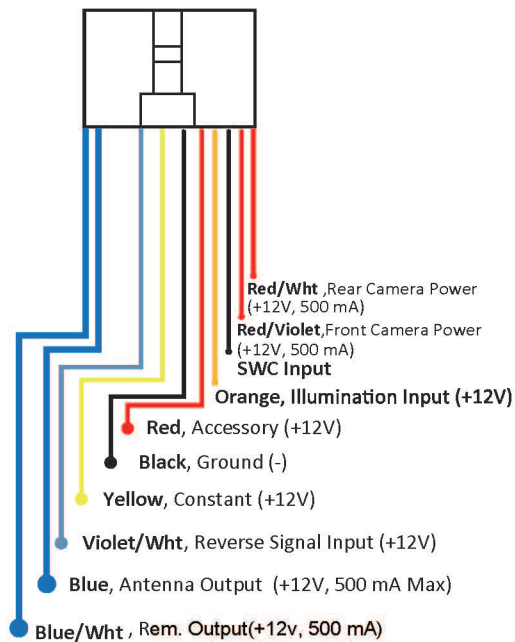 Red/Wht ,Rear Camera Power
(+12V, 500 mA)
Red/Violet,Front Camera Power
(+12V, 500 mA)
SWC Input
Orange, Illumination Input (+12V)
Red, Accessory (+12V)
Black, Ground (-)
Yellow, Constant (+12V)
Violet/Wht, Reverse Signal Input (+12V)
Blue, Antenna Output (+12V, 500 mA Max)
Blue/Wht , Rem. Output(+12v, 500 mA)